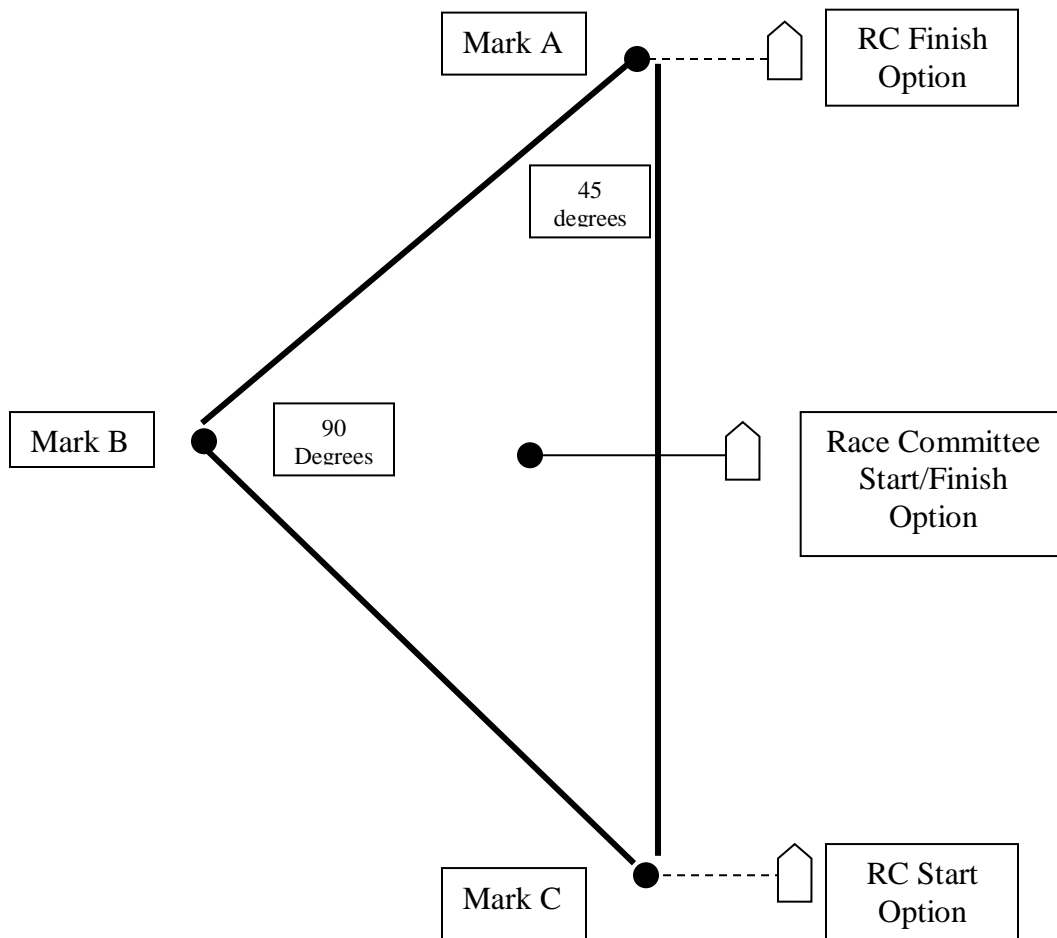 Mark A
RC Finish
Option
45
degrees
Mark B
90
Degrees
Race Committee
Start/Finish
Option
Mark C
RC Start
Option